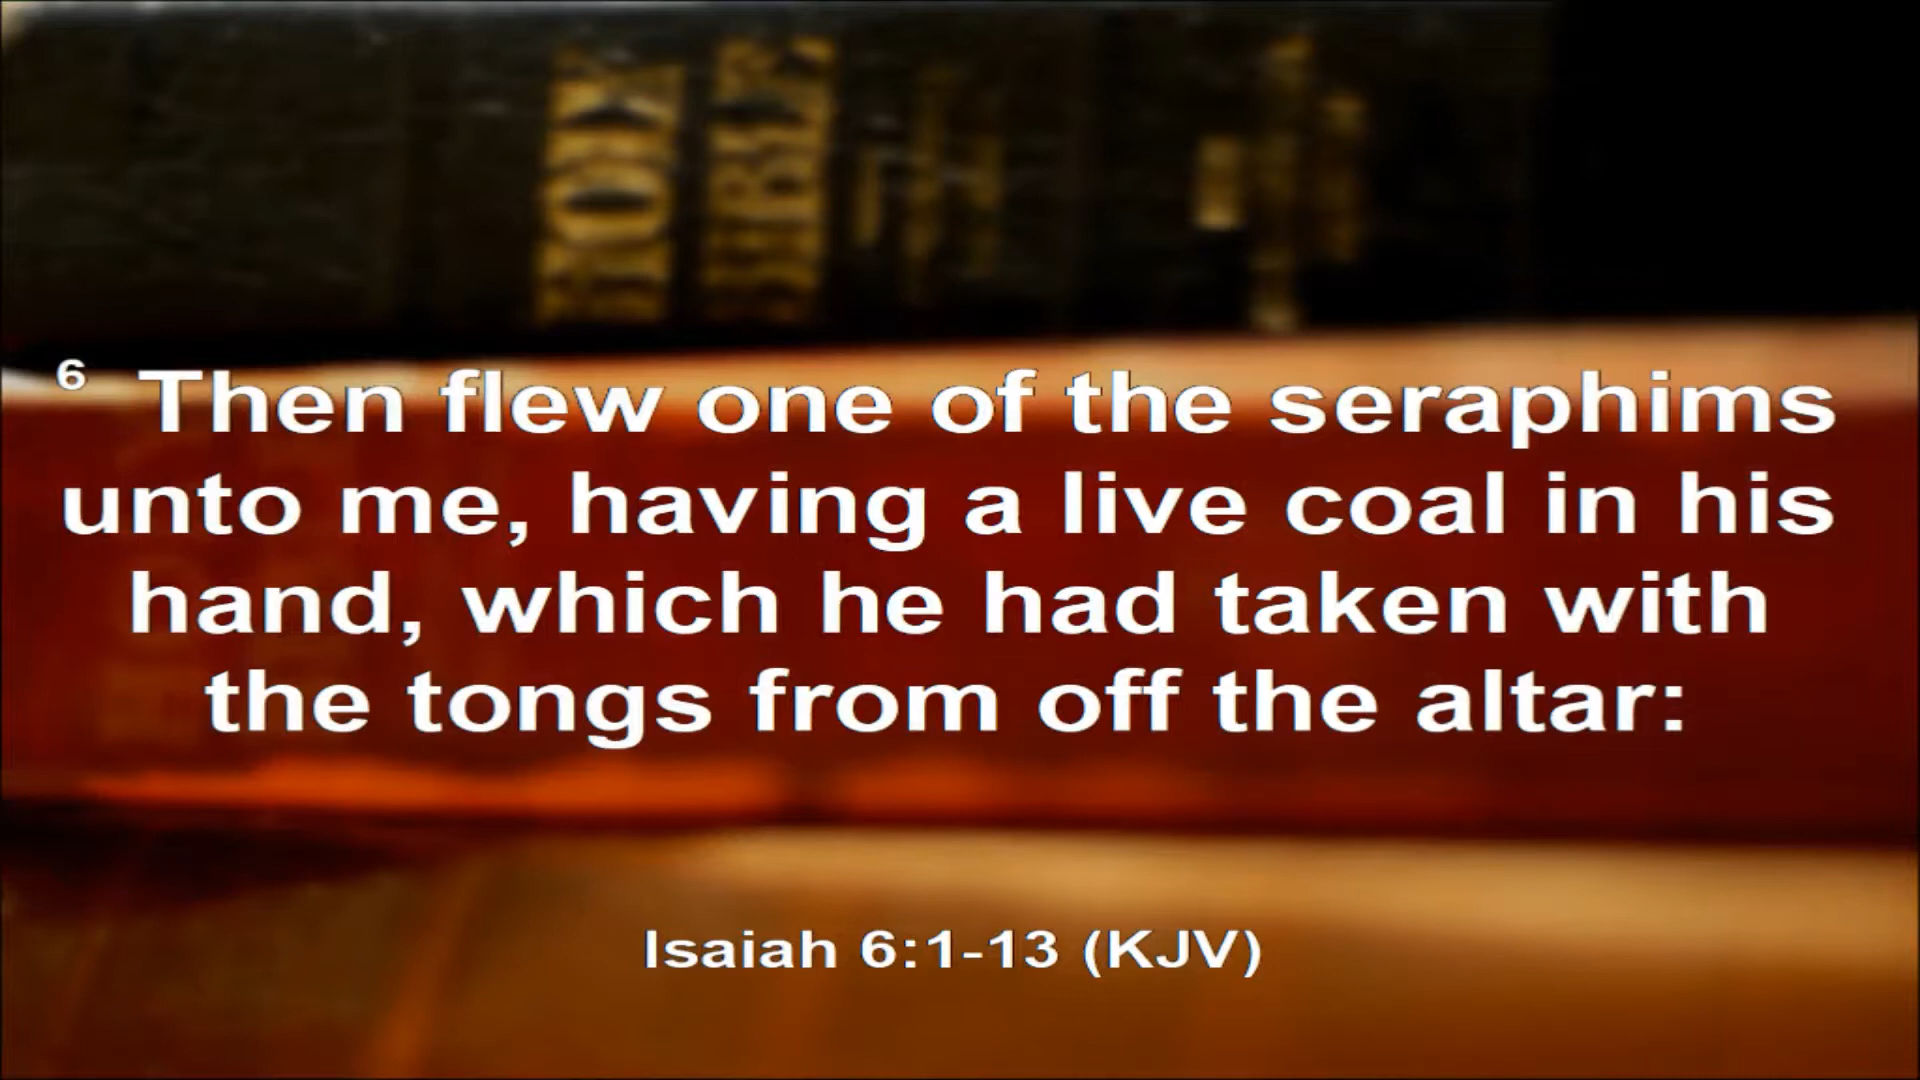 6 Then flew one of the seraphims
unto me, having a live coal in his
hand, which he had taken with
the tongs from off the altar:
Isaiah 6:1-13 (KJV)